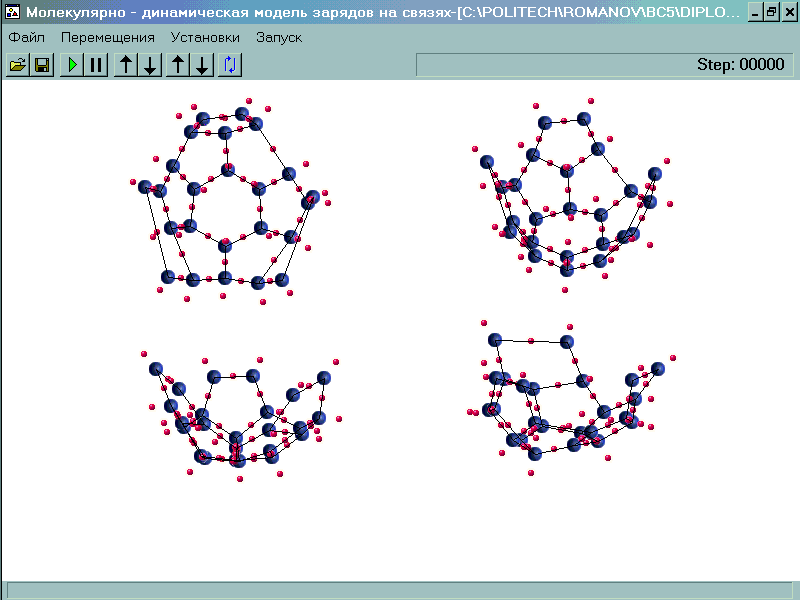 Молекулярно - динамическая модель зарядов на связях-[C:\POLITECH\ROMANOV\BC5\DIPLO...
Файл Перемещения Установки Запуск
Step: 00000